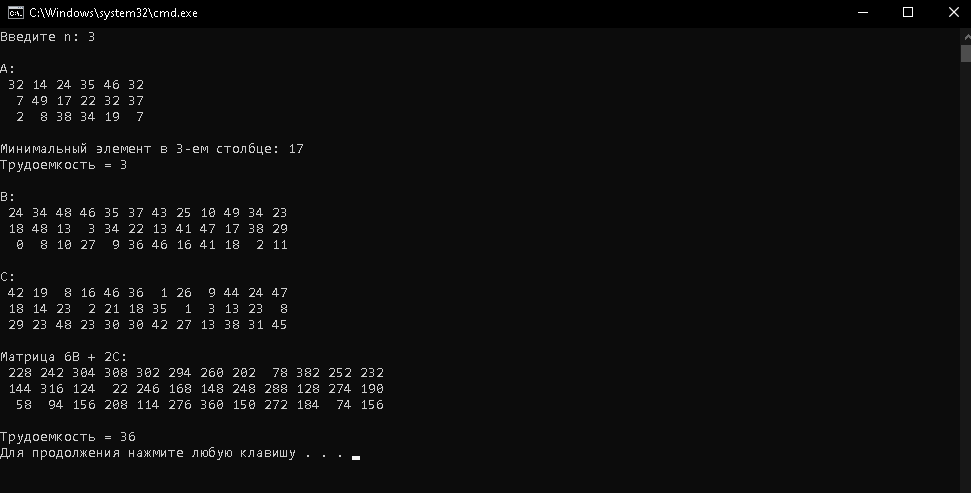 C:\Windows\system32\cmd.exe
Введите n: 3
A:
32 14 24 35 46 32
7 49 17 22 32 37
2 8 38 34 19 7
Минимальный элемент в 3-ем столбце: 17
Трудоемкость = 3
B:
24 34 48 46 35 37 43 25 10 49 34 23
18 48 13 3 34 22 13 41 47 17 38 29
0 8 10 27 9 36 46 16 41 18 2 11
C:
42 19 8 16 46 36 1 26 9 44 24 47
18 14 23 2 21 18 35 1 3 13 23 8
29 23 48 23 30 30 42 27 13 38 31 45
Матрица 6B + 2C:
228 242 304 308 302 294 260 202 78 382 252 232
144 316 124 22 246 168 148 248 288 128 274 190
58 94 156 208 114 276 360 150 272 184 74 156
Трудоемкость = 36
Для продолжения нажмите любую клавишу . . .